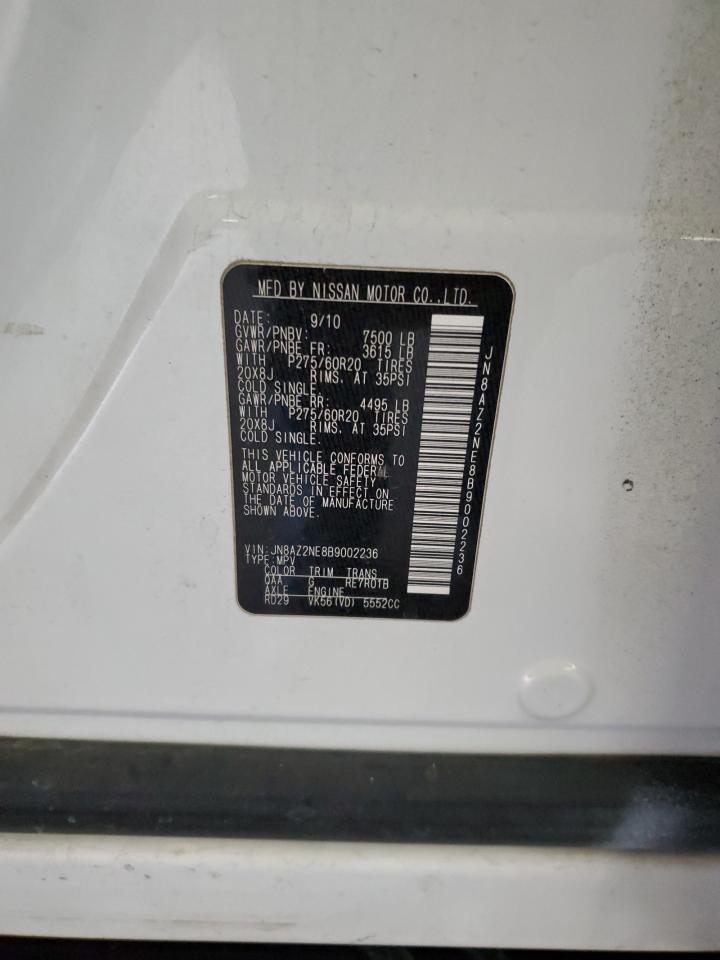 MFD BY NISSAN MOTOR CO.,LTD.
DATE: 9/10
GVWR/PNBV: 7500 LB
GAWR/PNBE FR: 3615 LB
WITH P275/60R20 TIRES
20X8J RIMS. AT 35PSI
COLD SINGLE.
GAWR/PNBE RR: 4495 LB
WITH P275/60R20 TIRES
20X8J RIMS. AT 35PSI
COLD SINGLE.
THIS VEHICLE CONFORMS TO
ALL APPLICABLE FEDERAL
MOTOR VEHICLE SAFETY
STANDARDS IN EFFECT ON
THE DATE OF MANUFACTURE
SHOWN ABOVE.
VIN: JN8AZ2NE8B9002236
TYPE: MPV
COLOR TRIM TRANS
QAA G RE7R01B
AXLE ENGINE
RD29 VK56(VD) 5552CC
JN8AZ2NE8B9002236